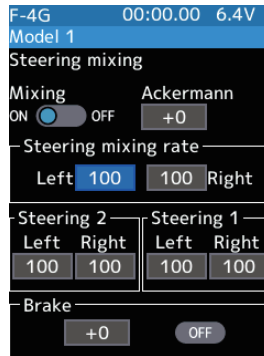 F-4G 00:00.00 6.4V
Model 1
Steering mixing
Mixing Ackermann
ON OFF +0
Steering mixing rate
Left 100 100 Right
Steering 2 Steering 1
Left Right Left Right
100 100 100 100
Brake
+0 OFF